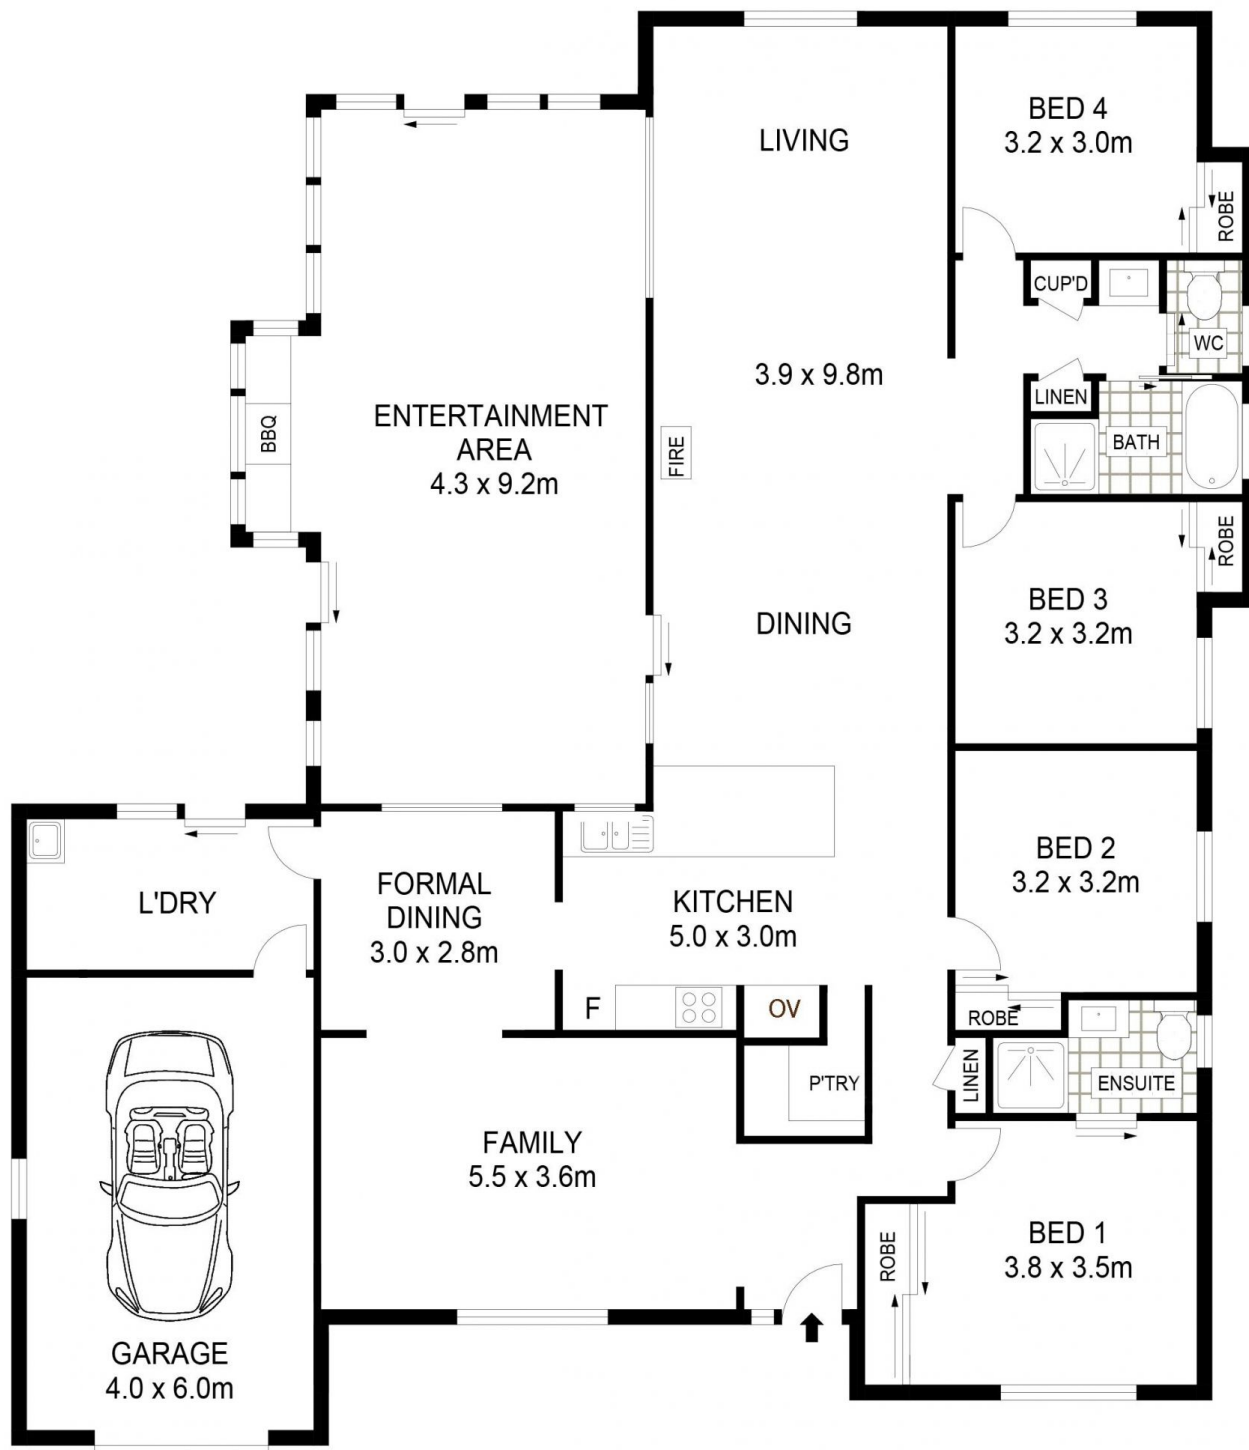 LIVING
BED 4
3.2 x 3.0m
ROBE
CUP'D
WC
3.9 x 9.8m
LINEN
ENTERTAINMENT
AREA
4.3 x 9.2m
BBQ
FIRE
BATH
ROBE
BED 3
3.2 x 3.2m
DINING
BED 2
3.2 x 3.2m
L'DRY
FORMAL
DINING
3.0 x 2.8m
KITCHEN
5.0 x 3.0m
F
OV
ROBE
P'TRY
LINEN
ENSUITE
FAMILY
5.5 x 3.6m
ROBE
BED 1
3.8 x 3.5m
GARAGE
4.0 x 6.0m